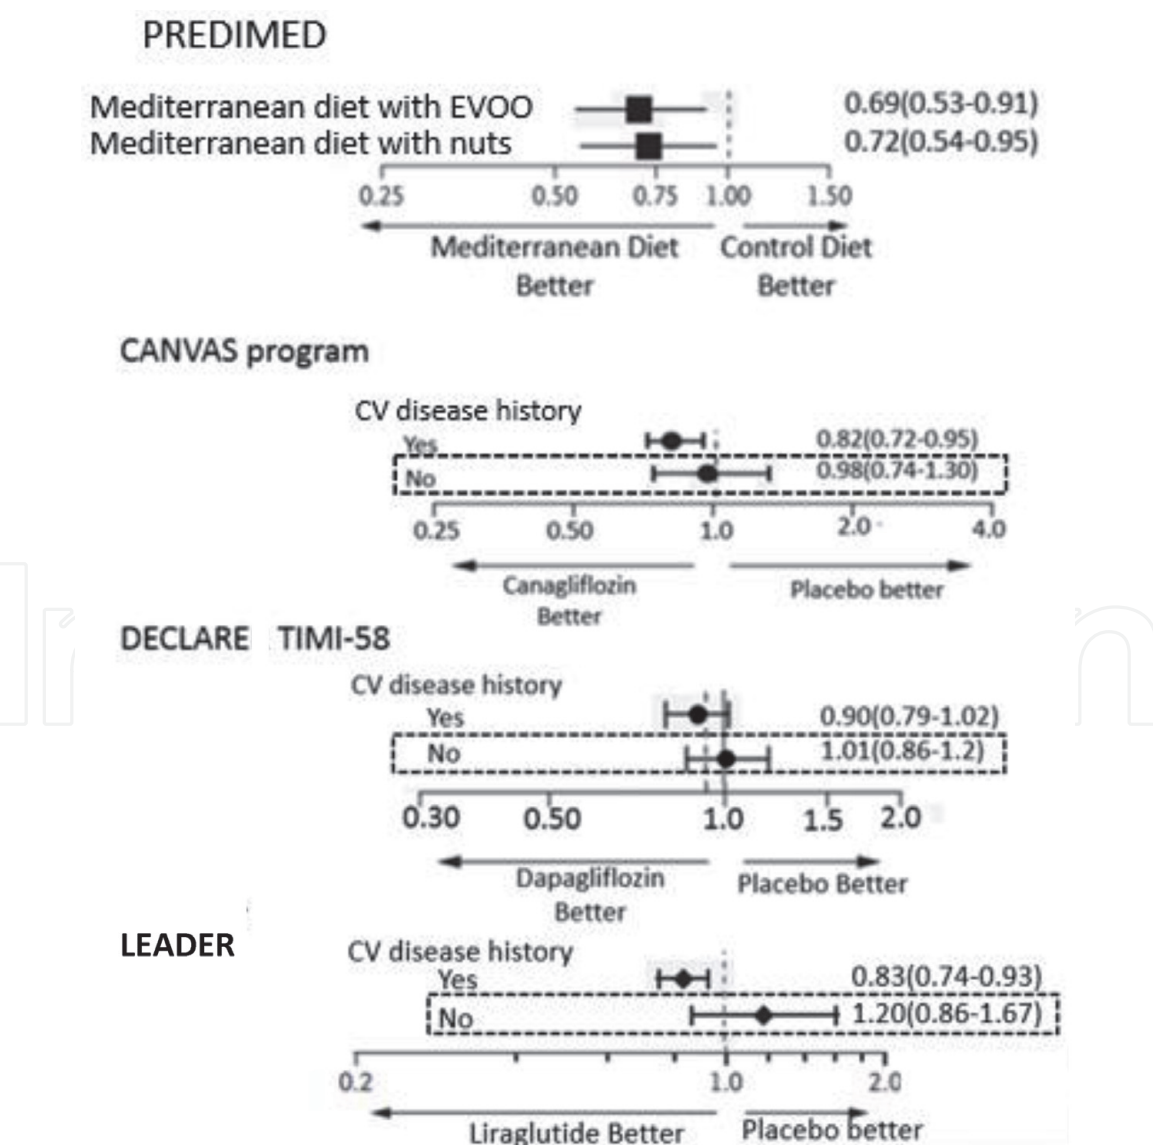 PREDIMED
Mediterranean diet with EVOO 0.69(0.53-0.91)
Mediterranean diet with nuts 0.72(0.54-0.95)
0.25 0.50 0.75 1.00 1.50
Mediterranean Diet Control Diet
Better Better
CANVAS program
CV disease history
Yes 0.82(0.72-0.95)
No 0.98(0.74-1.30)
0.25 0.50 1.0 2.0 4.0
Canagliflozin Placebo better
Better
DECLARE TIMI-58
CV disease history
Yes 0.90(0.79-1.02)
No 1.01(0.86-1.2)
0.30 0.50 1.0 1.5 2.0
Dapagliflozin Placebo Better
Better
LEADER
CV disease history
Yes 0.83(0.74-0.93)
No 1.20(0.86-1.67)
0.2 1.0 2.0
Liraglutide Better Placebo better